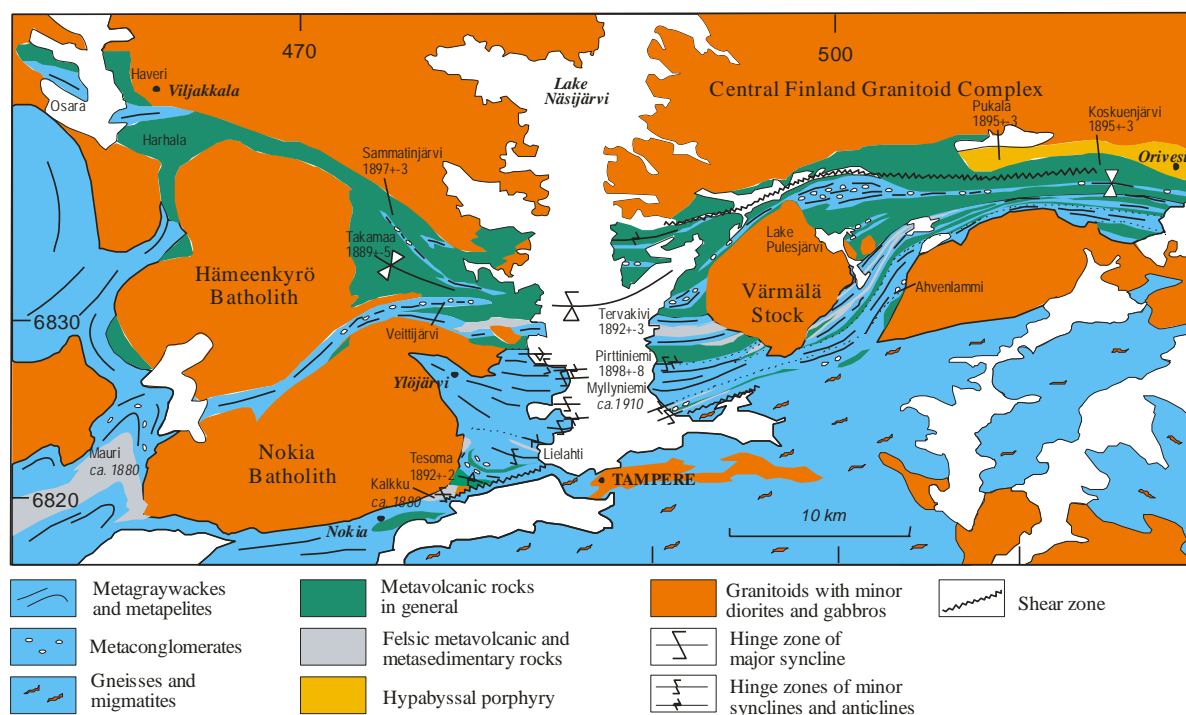 470
500
Lake
Näsijärvi
Central Finland Granitoid Complex
Haveri
Viljakkala
Osara
Harhala
Pukala
1895+-3
Koskuenjärvi
1895+-3
Orivesi
Sammatinjärvi
1897+-3
Takamaa
1889+-5
Lake
Pulesjärvi
Hämeenkyrö
Batholith
Värmälä
Stock
Ahvenlammi
6830
Tervakivi
1892+-3
Veittijärvi
Pirttiniemi
1898+-8
Ylöjärvi
Myllyniemi
ca.1910
Mauri
ca. 1880
Nokia
Batholith
Tesoma
1892+-2
Lielahti
Kalkku
ca. 1880
TAMPERE
6820
Nokia
10 km
Metagraywackes
and metapelites
Metavolcanic rocks
in general
Granitoids with minor
diorites and gabbros
Shear zone
Metaconglomerates
Felsic metavolcanic and
metasedimentary rocks
Hinge zone of
major syncline
Gneisses and
migmatites
Hypabyssal porphyry
Hinge zones of minor
synclines and anticlines